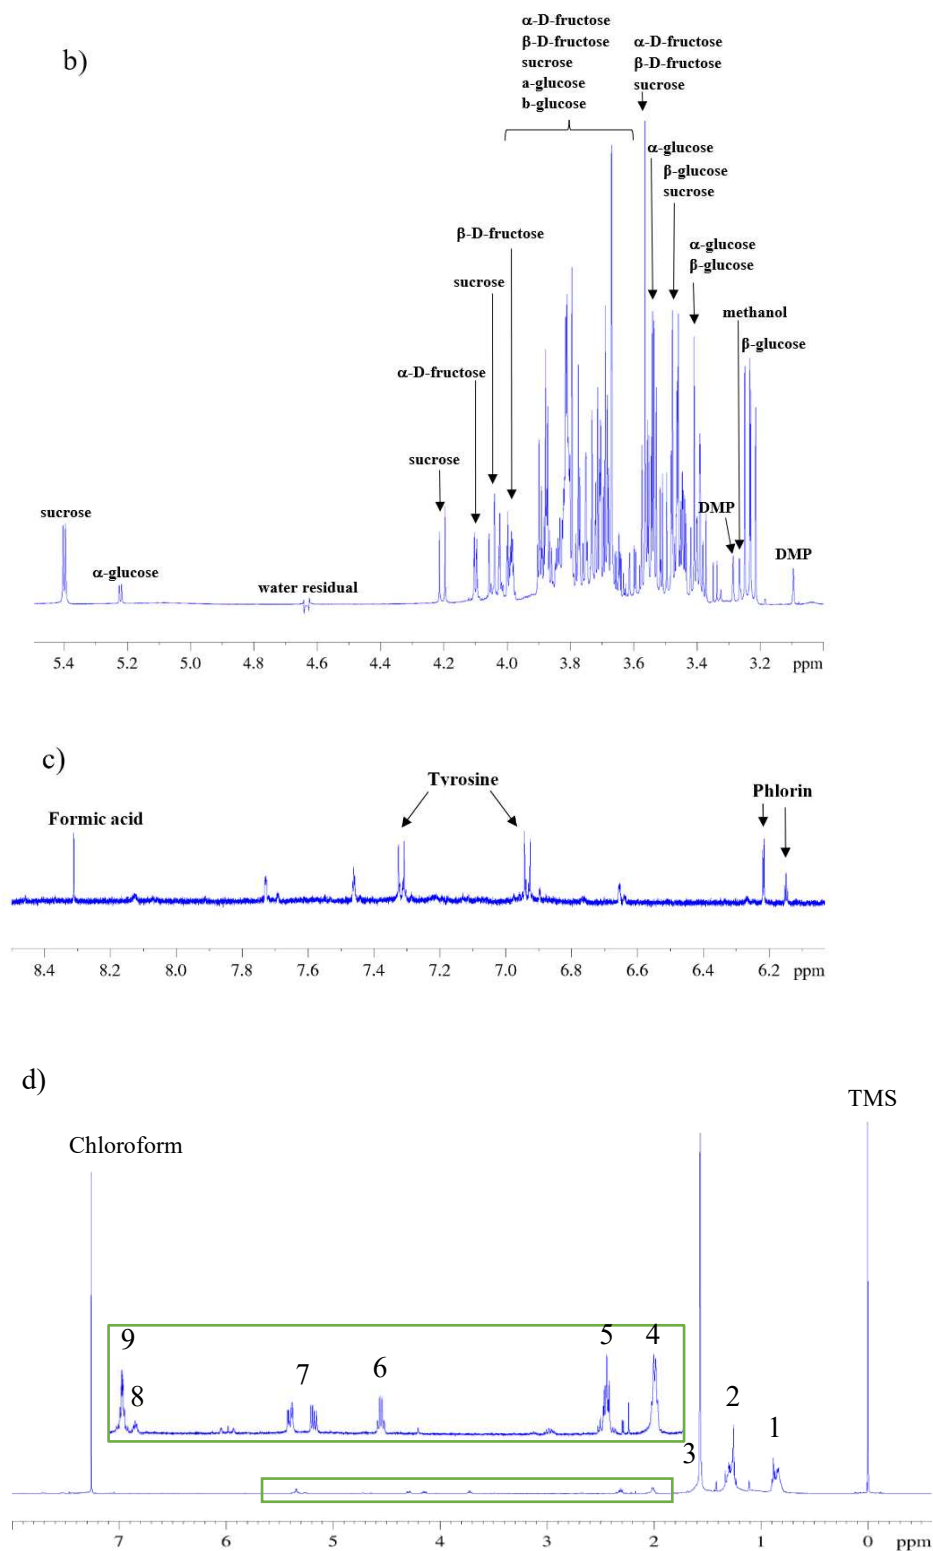 b)
α-D-fructose
β-D-fructose
sucrose
a-glucose
b-glucose
α-D-fructose
β-D-fructose
sucrose
α-glucose
β-glucose
sucrose
α-glucose
β-glucose
methanol
β-glucose
β-D-fructose
sucrose
α-D-fructose
sucrose
sucrose
α-glucose
water residual
DMP
DMP
5.4 5.2 5.0 4.8 4.6 4.4 4.2 4.0 3.8 3.6 3.4 3.2 ppm
c)
Tyrosine
Phlorin
Formic acid
8.4 8.2 8.0 7.8 7.6 7.4 7.2 7.0 6.8 6.6 6.4 6.2 ppm
d)
TMS
Chloroform
9
8
7
6
5
4
3
2
1
7 6 5 4 3 2 1 0 ppm